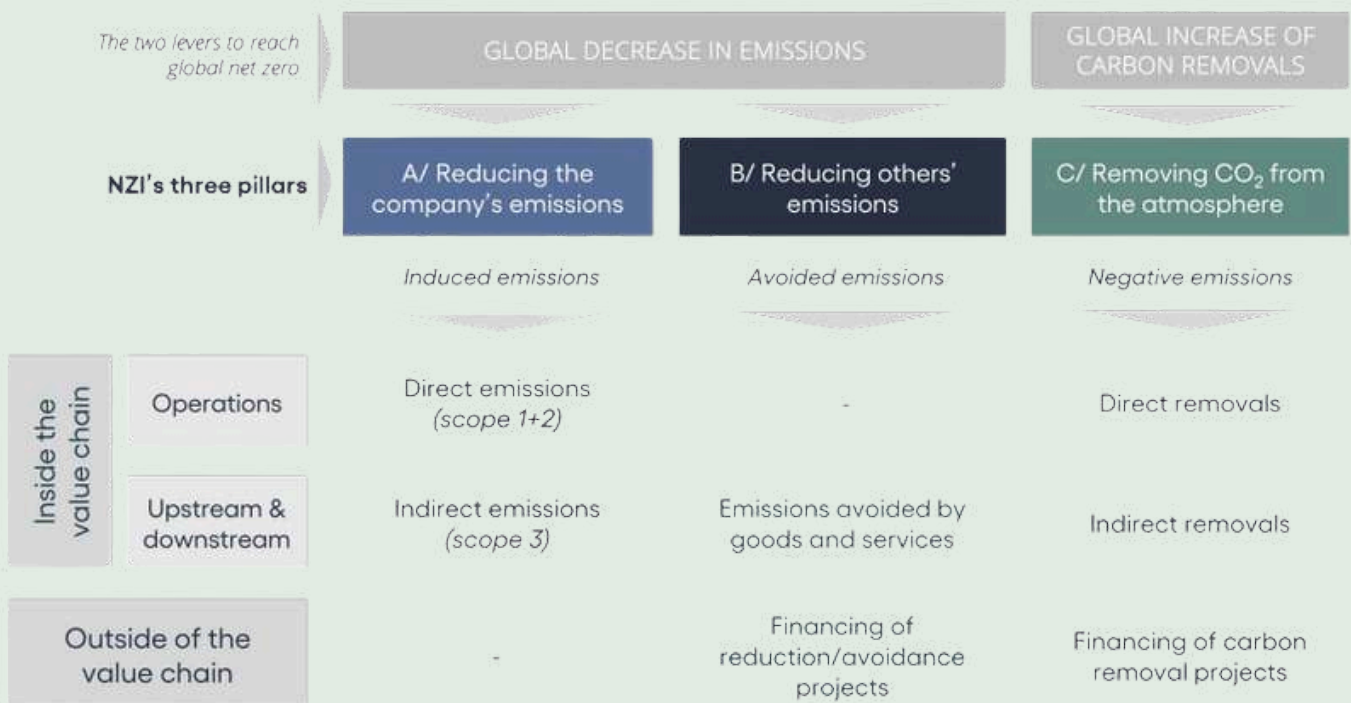 The two levers to reach
global net zero
GLOBAL DECREASE IN EMISSIONS
GLOBAL INCREASE OF
CARBON REMOVALS
NZI's three pillars
A/ Reducing the
company's emissions
B/ Reducing others'
emissions
C/ Removing CO₂ from
the atmosphere
Induced emissions
Avoided emissions
Negative emissions
Inside the
value chain
Operations
Direct emissions
(scope 1+2)
-
Direct removals
Upstream &
downstream
Indirect emissions
(scope 3)
Emissions avoided by
goods and services
Indirect removals
Outside of the
value chain
-
Financing of
reduction/avoidance
projects
Financing of carbon
removal projects